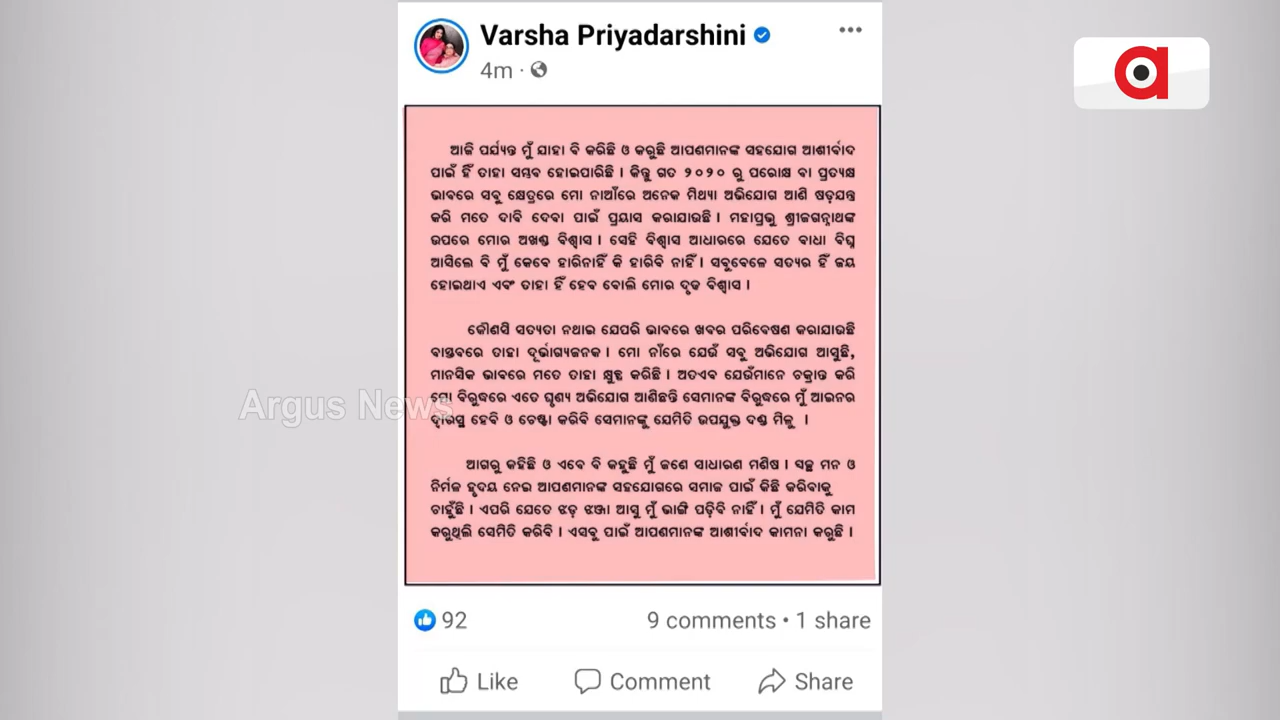 Varsha Priyadarshini
4m ·
ଆଜି ପର୍ଯ୍ୟନ୍ତ ମୁଁ ଯାହା ବି କରିଛି ଓ କରୁଛି ଆପଣମାନଙ୍କ ସହଯୋଗ ଆଶୀର୍ବାଦ
ପାଇଁ ହିଁ ତାହା ସମ୍ଭବ ହୋଇପାରିଛି । କିନ୍ତୁ ଗତ ୨୦୨୦ ରୁ ପରୋକ୍ଷ ବା ପ୍ରତ୍ୟକ୍ଷ
ଭାବରେ ସବୁ କ୍ଷେତ୍ରରେ ମୋ ନାଆଁରେ ଅନେକ ମିଥ୍ୟା ଅଭିଯୋଗ ଆଣି ଷଡ଼ଯନ୍ତ୍ର
କରି ମତେ ଦାବି ଦେବା ପାଇଁ ପ୍ରୟାସ କରାଯାଉଛି । ମହାପ୍ରଭୁ ଶ୍ରୀଜଗନ୍ନାଥଙ୍କ
ଉପରେ ମୋର ଅଖଣ୍ଡ ବିଶ୍ୱାସ । ସେହି ବିଶ୍ୱାସ ଆଧାରରେ ଯେତେ ବାଧା ବିଘ୍ନ
ଆସିଲେ ବି ମୁଁ କେବେ ହାରିନାହିଁ କି ହାରିବି ନାହିଁ । ସବୁବେଳେ ସତ୍ୟର ହିଁ ଜୟ
ହୋଇଥାଏ ଏବଂ ତାହା ହିଁ ହେବ ବୋଲି ମୋର ଦୃଢ ବିଶ୍ୱାସ ।
କୌଣସି ସତ୍ୟତା ନଥାଇ ଯେପରି ଭାବରେ ଖବର ପରିବେଷଣ କରାଯାଉଛି
ବାସ୍ତବରେ ତାହା ଦୂର୍ଭାଗ୍ୟଜନକ । ମୋ ନାଁରେ ଯେଉଁ ସବୁ ଅଭିଯୋଗ ଆସୁଛି,
ମାନସିକ ଭାବରେ ମତେ ତାହା କ୍ଷୁବ୍ଧ କରିଛି । ଅତଏବ ଯେଉଁମାନେ ଚକ୍ରାନ୍ତ କରି
ମୋ ବିରୁଦ୍ଧରେ ଏତେ ଘୃଣ୍ୟ ଅଭିଯୋଗ ଆଣିଛନ୍ତି ସେମାନଙ୍କ ବିରୁଦ୍ଧରେ ମୁଁ ଆଇନର
ଦ୍ୱାରସ୍ଥ ହେବି ଓ ଚେଷ୍ଟା କରିବି ସେମାନଙ୍କୁ ଯେମିତି ଉପଯୁକ୍ତ ଦଣ୍ଡ ମିଳୁ ।
ଆଗରୁ କହିଛି ଓ ଏବେ ବି କହୁଛି ମୁଁ ଜଣେ ସାଧାରଣ ମଣିଷ । ସଚ୍ଛ ମନ ଓ
ନିର୍ମଳ ହୃଦୟ ନେଇ ଆପଣମାନଙ୍କ ସହଯୋଗରେ ସମାଜ ପାଇଁ କିଛି କରିବାକୁ
ଚାହୁଁଛି । ଏପରି ଯେତେ ଝଡ଼ ଝଞ୍ଜା ଆସୁ ମୁଁ ଭାଙ୍ଗି ପଡ଼ିବି ନାହିଁ । ମୁଁ ଯେମିତି କାମ
କରୁଥିଲି ସେମିତି କରିବି । ଏସବୁ ପାଇଁ ଆପଣମାନଙ୍କ ଆଶୀର୍ବାଦ କାମନା କରୁଛି ।
Argus News
92
9 comments • 1 share
Like Comment Share